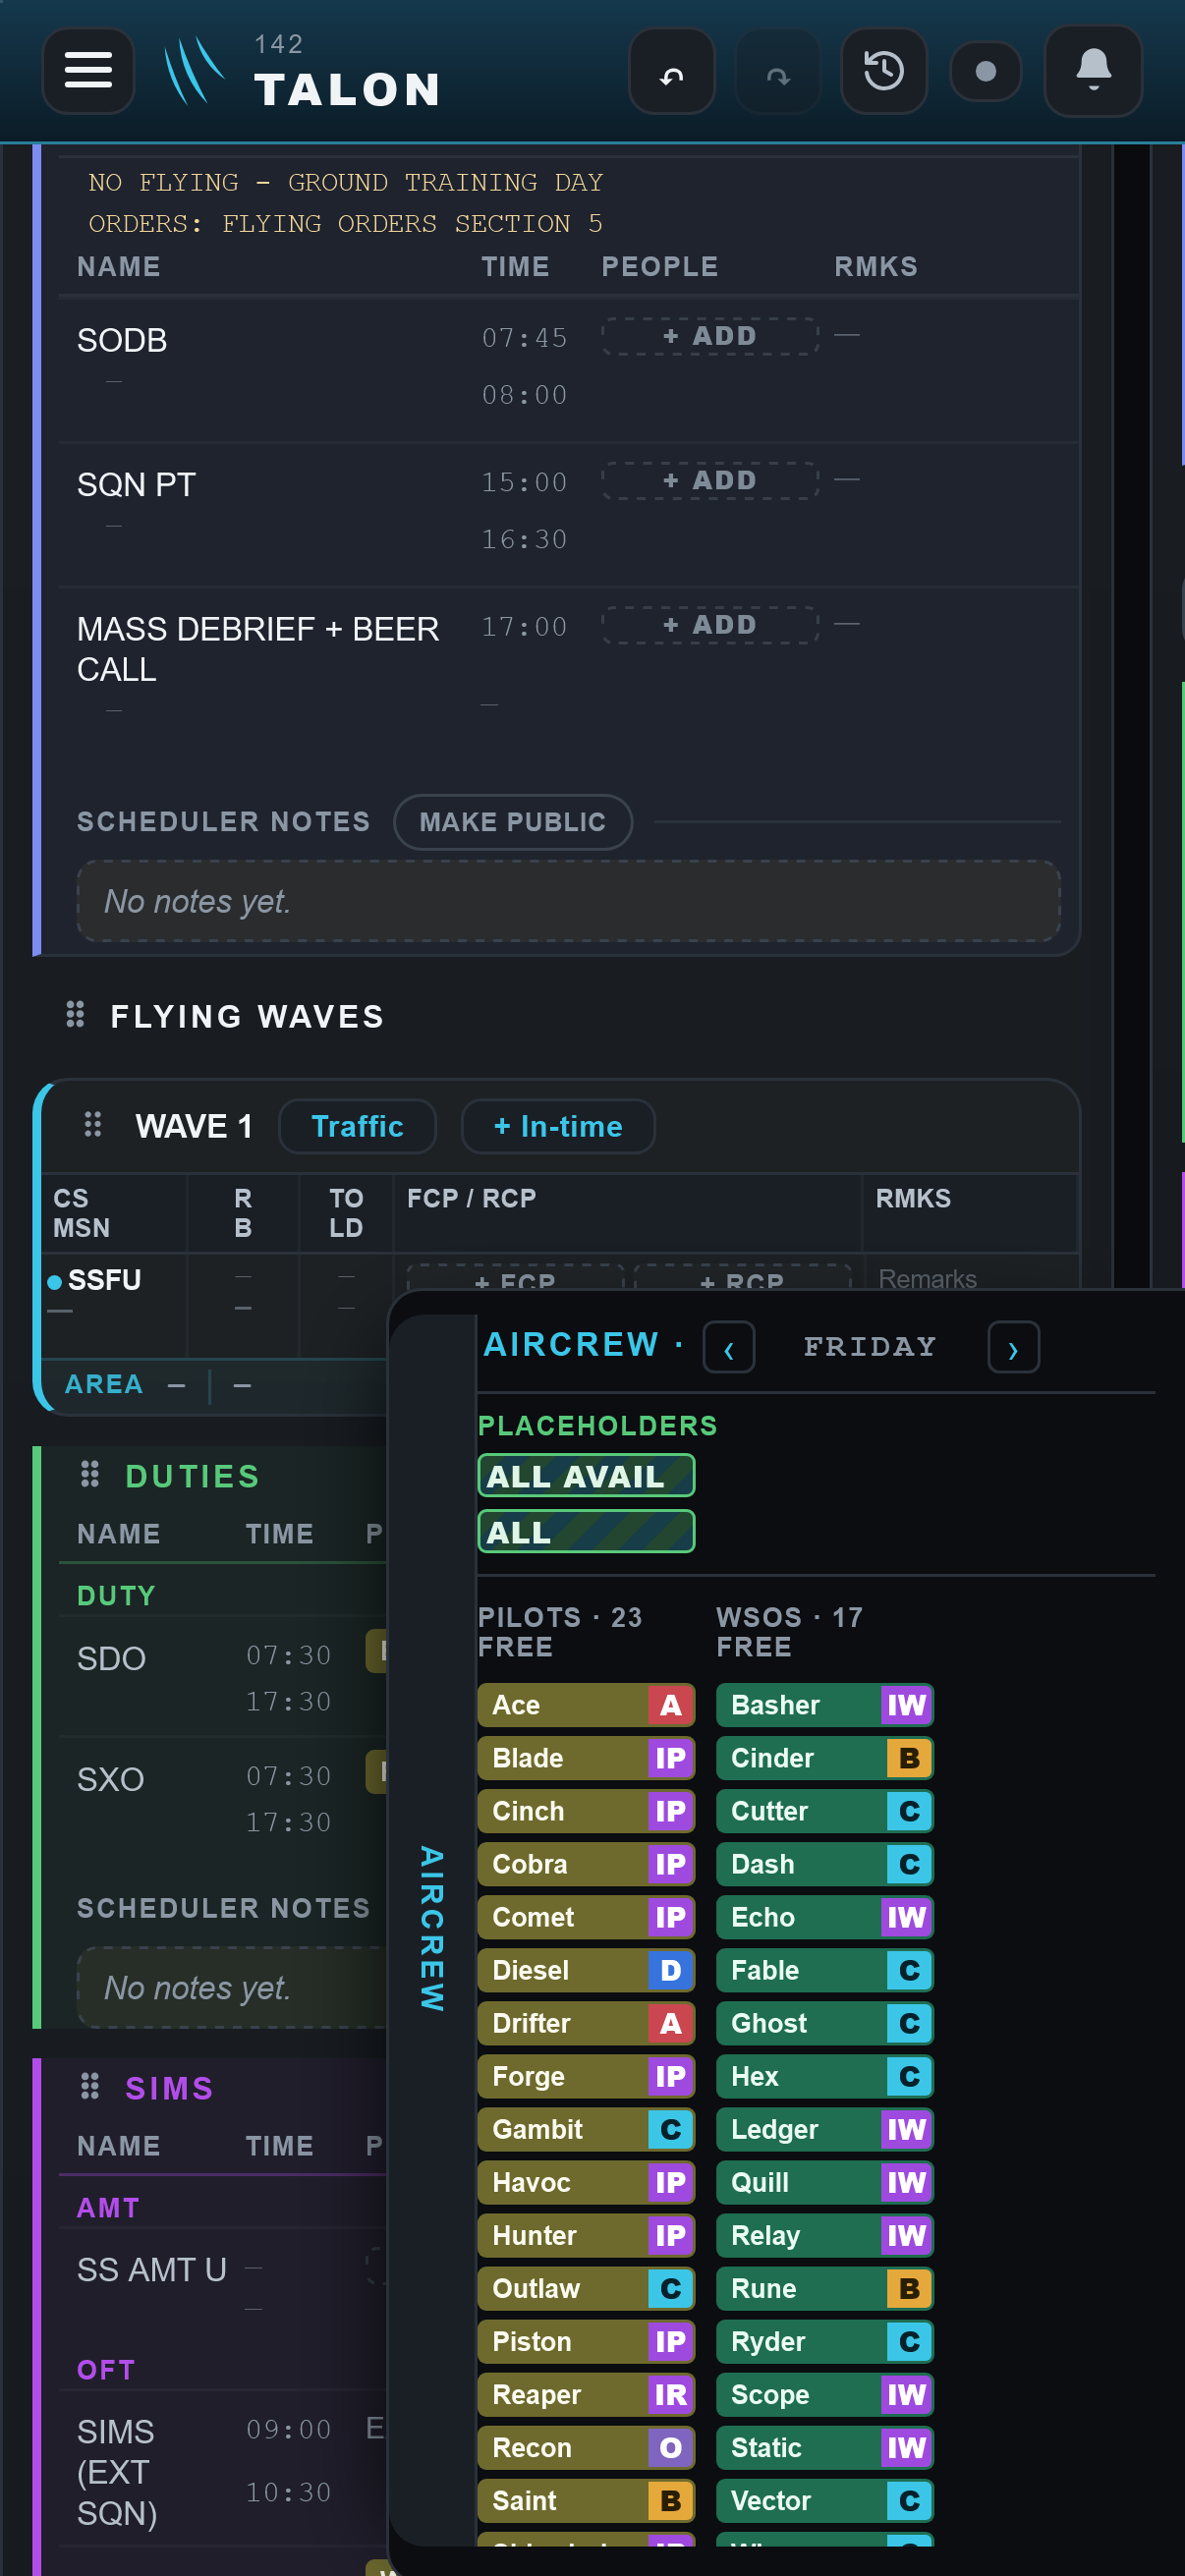 142
TALON
NO FLYING - GROUND TRAINING DAY
ORDERS: FLYING ORDERS SECTION 5
NAME TIME PEOPLE RMKS
SODB 07:45 + ADD —
— 08:00
SQN PT 15:00 + ADD —
— 16:30
MASS DEBRIEF + BEER 17:00 + ADD —
CALL
— —
SCHEDULER NOTES MAKE PUBLIC
No notes yet.
FLYING WAVES
WAVE 1 Traffic + In-time
CS R TO FCP / RCP RMKS
MSN B LD
SSFU — — + FCP + RCP Remarks
— — —
AREA — | —
DUTIES
NAME TIME P
DUTY
SDO 07:30
17:30
SXO 07:30
17:30
SCHEDULER NOTES
No notes yet.
SIMS
NAME TIME P
AMT
SS AMT U —
—
OFT
SIMS 09:00 E
(EXT 10:30
SQN)
AIRCREW
AIRCREW · ‹ FRIDAY ›
PLACEHOLDERS
ALL AVAIL
ALL
PILOTS · 23 WSOS · 17
FREE FREE
Ace A Basher IW
Blade IP Cinder B
Cinch IP Cutter C
Cobra IP Dash C
Comet IP Echo IW
Diesel D Fable C
Drifter A Ghost C
Forge IP Hex C
Gambit C Ledger IW
Havoc IP Quill IW
Hunter IP Relay IW
Outlaw C Rune B
Piston IP Ryder C
Reaper IR Scope IW
Recon O Static IW
Saint B Vector C